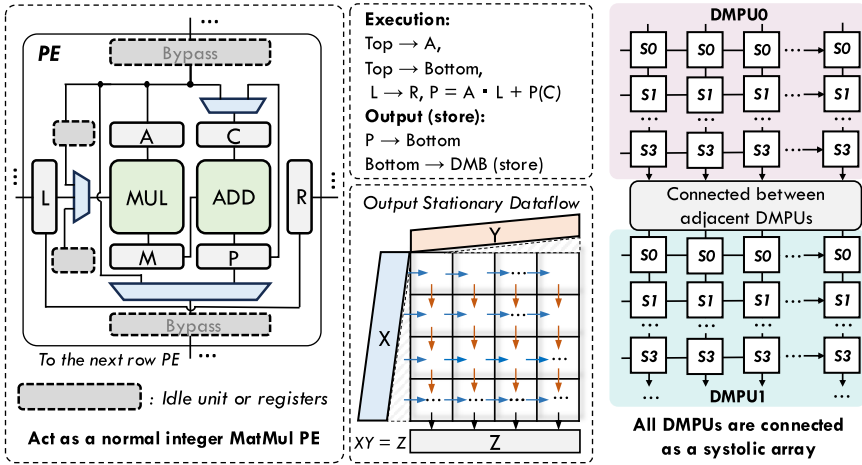 PE
Bypass
A
C
L
MUL
ADD
R
M
P
Bypass
To the next row PE
: Idle unit or registers
Act as a normal integer MatMul PE
Execution:
Top → A,
Top → Bottom,
L → R, P = A · L + P(C)
Output (store):
P → Bottom
Bottom → DMB (store)
Output Stationary Dataflow
Y
X
XY = Z
Z
DMPU0
S0 S0 S0 S0
S1 S1 S1 S1
S3 S3 S3 S3
Connected between
adjacent DMPUs
S0 S0 S0 S0
S1 S1 S1 S1
S3 S3 S3 S3
DMPU1
All DMPUs are connected
as a systolic array